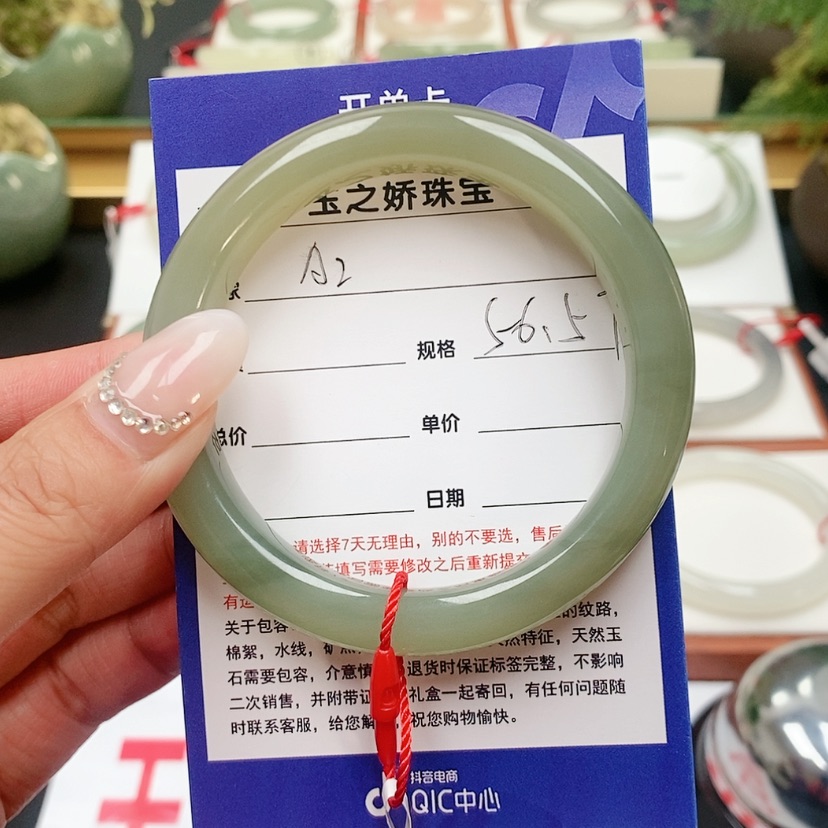 开单卡
玉之娇珠宝
A2
规格 56.5
总价 单价
日期
请选择7天无理由，别的不要选，售后
填写需要修改之后重新提交
有
关于包容 的纹路，
棉絮，水线，矿 然特征，天然玉
石需要包容，介意慎 退货时保证标签完整，不影响
二次销售，并附带证 礼盒一起寄回，有任何问题随
时联系客服，给您解 祝您购物愉快。
抖音电商
QIC中心